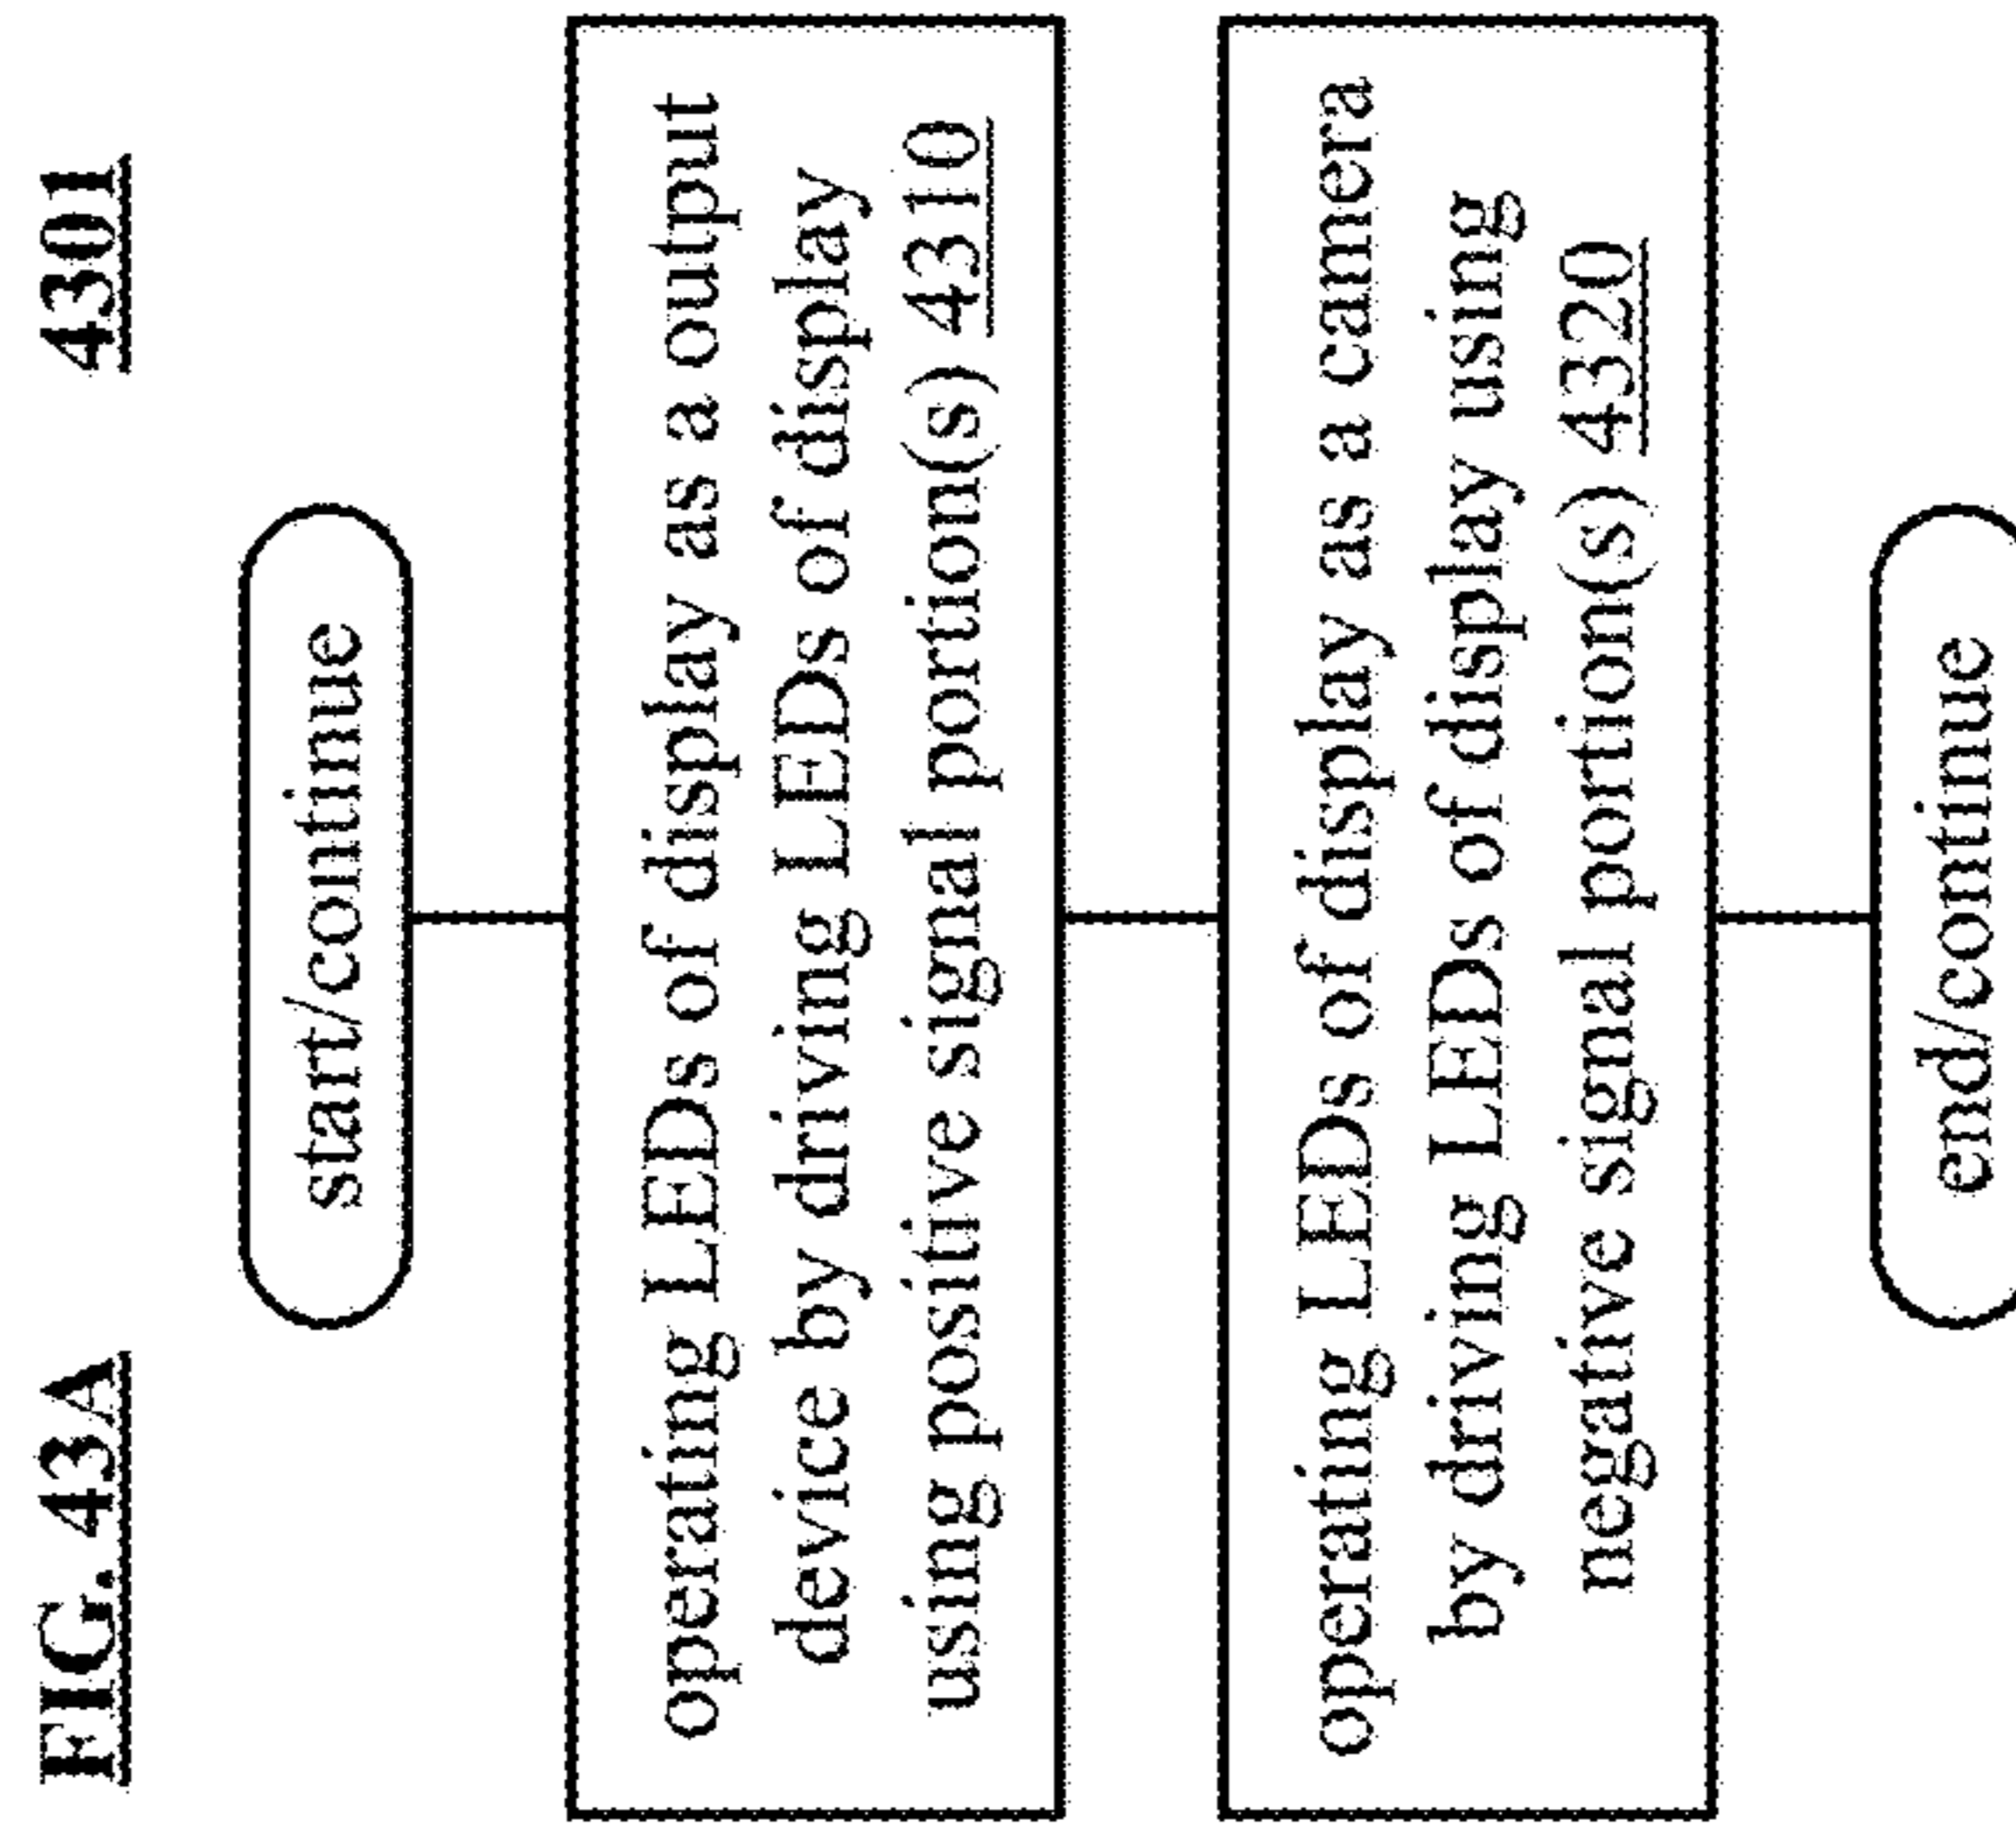 FIG. 43A 4301
start/continue
operating LEDs of display as a output
device by driving LEDs of display
using positive signal portion(s) 4310
operating LEDs of display as a camera
by driving LEDs of display using
negative signal portion(s) 4320
end/continue